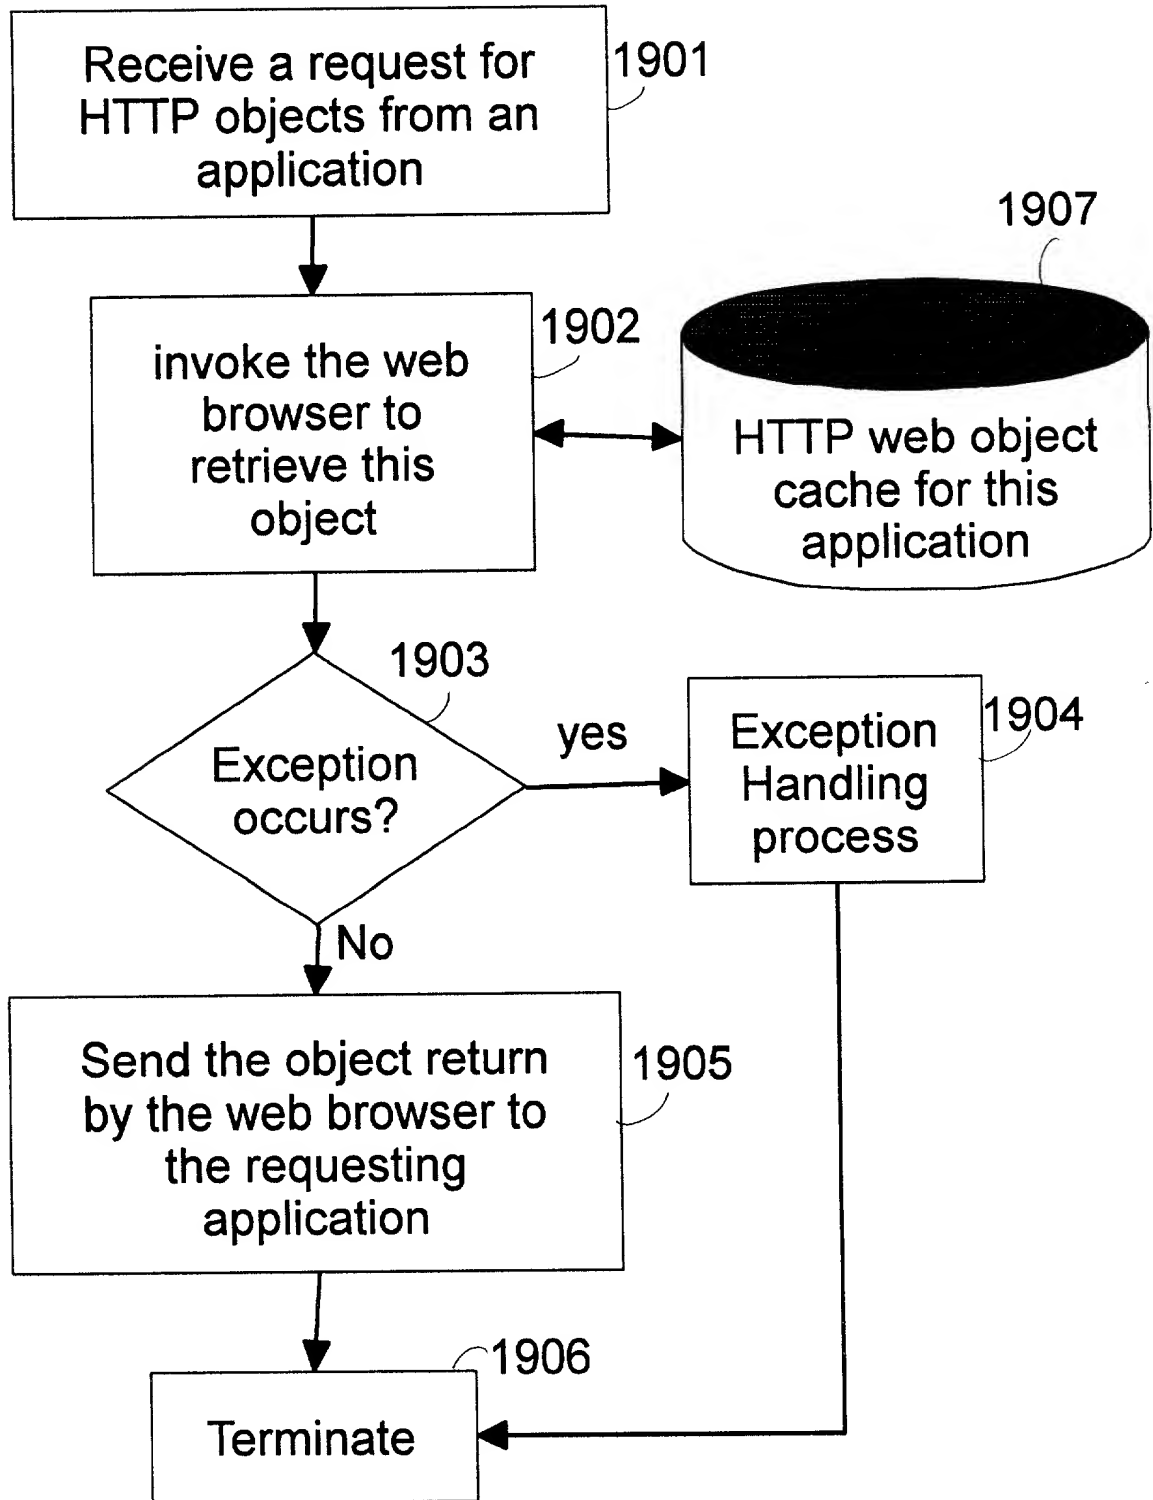 Receive a request for
HTTP objects from an
application
1901
1907
invoke the web
browser to
retrieve this
object
1902
HTTP web object
cache for this
application
1903
Exception
occurs?
yes
Exception
Handling
process
1904
No
Send the object return
by the web browser to
the requesting
application
1905
1906
Terminate